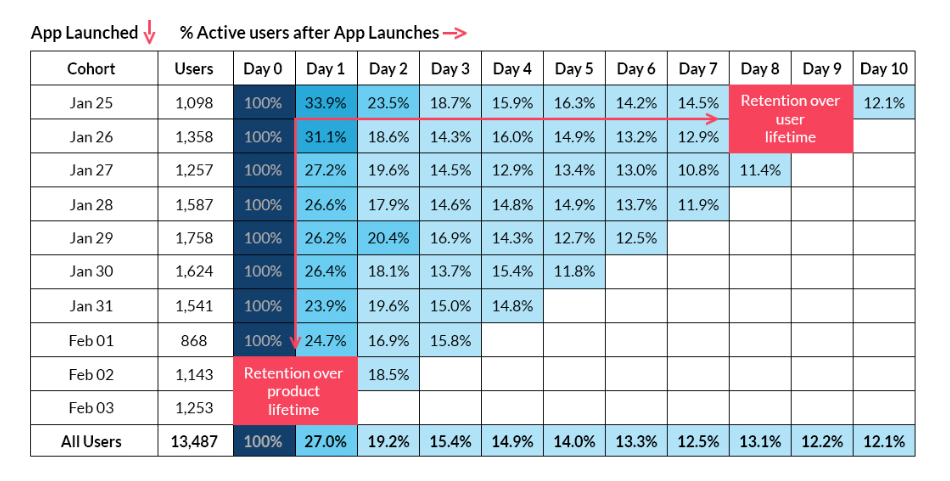 App Launched % Active users after App Launches
Cohort Users Day 0 Day 1 Day 2 Day 3 Day 4 Day 5 Day 6 Day 7 Day 8 Day 9 Day 10
Jan 25 1,098 100% 33.9% 23.5% 18.7% 15.9% 16.3% 14.2% 14.5% 12.1%
Retention over
user
lifetime
Jan 26 1,358 100% 31.1% 18.6% 14.3% 16.0% 14.9% 13.2% 12.9%
Jan 27 1,257 100% 27.2% 19.6% 14.5% 12.9% 13.4% 13.0% 10.8% 11.4%
Jan 28 1,587 100% 26.6% 17.9% 14.6% 14.8% 14.9% 13.7% 11.9%
Jan 29 1,758 100% 26.2% 20.4% 16.9% 14.3% 12.7% 12.5%
Jan 30 1,624 100% 26.4% 18.1% 13.7% 15.4% 11.8%
Jan 31 1,541 100% 23.9% 19.6% 15.0% 14.8%
Feb 01 868 100% 24.7% 16.9% 15.8%
Feb 02 1,143 18.5%
Retention over
product
lifetime
Feb 03 1,253
All Users 13,487 100% 27.0% 19.2% 15.4% 14.9% 14.0% 13.3% 12.5% 13.1% 12.2% 12.1%